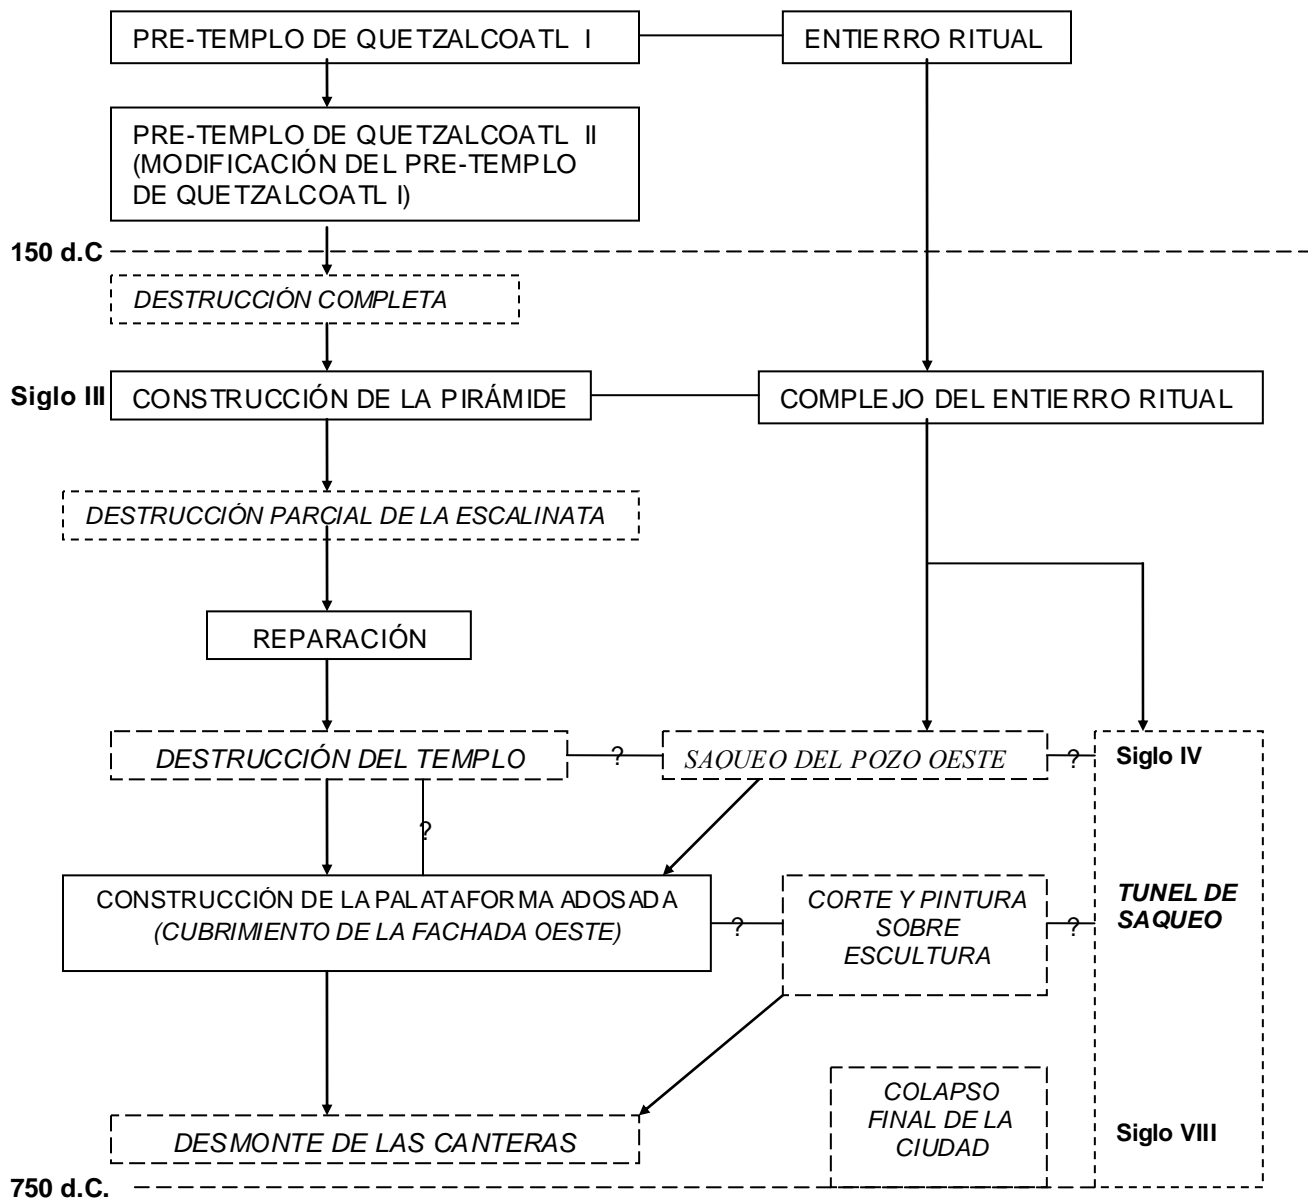 PRE-TEMPLO DE QUETZALCOATL I
ENTIERRO RITUAL
PRE-TEMPLO DE QUETZALCOATL II
(MODIFICACIÓN DEL PRE-TEMPLO
DE QUETZALCOATL I)
150 d.C
DESTRUCCIÓN COMPLETA
Siglo III
CONSTRUCCIÓN DE LA PIRÁMIDE
COMPLEJO DEL ENTIERRO RITUAL
DESTRUCCIÓN PARCIAL DE LA ESCALINATA
REPARACIÓN
DESTRUCCIÓN DEL TEMPLO
?
SAQUEO DEL POZO OESTE
?
Siglo IV
?
CONSTRUCCIÓN DE LA PALATAFORMA ADOSADA
(CUBRIMIENTO DE LA FACHADA OESTE)
?
CORTE Y PINTURA
SOBRE
ESCULTURA
?
TUNEL DE
SAQUEO
COLAPSO
FINAL DE LA
CIUDAD
DESMONTE DE LAS CANTERAS
Siglo VIII
750 d.C.